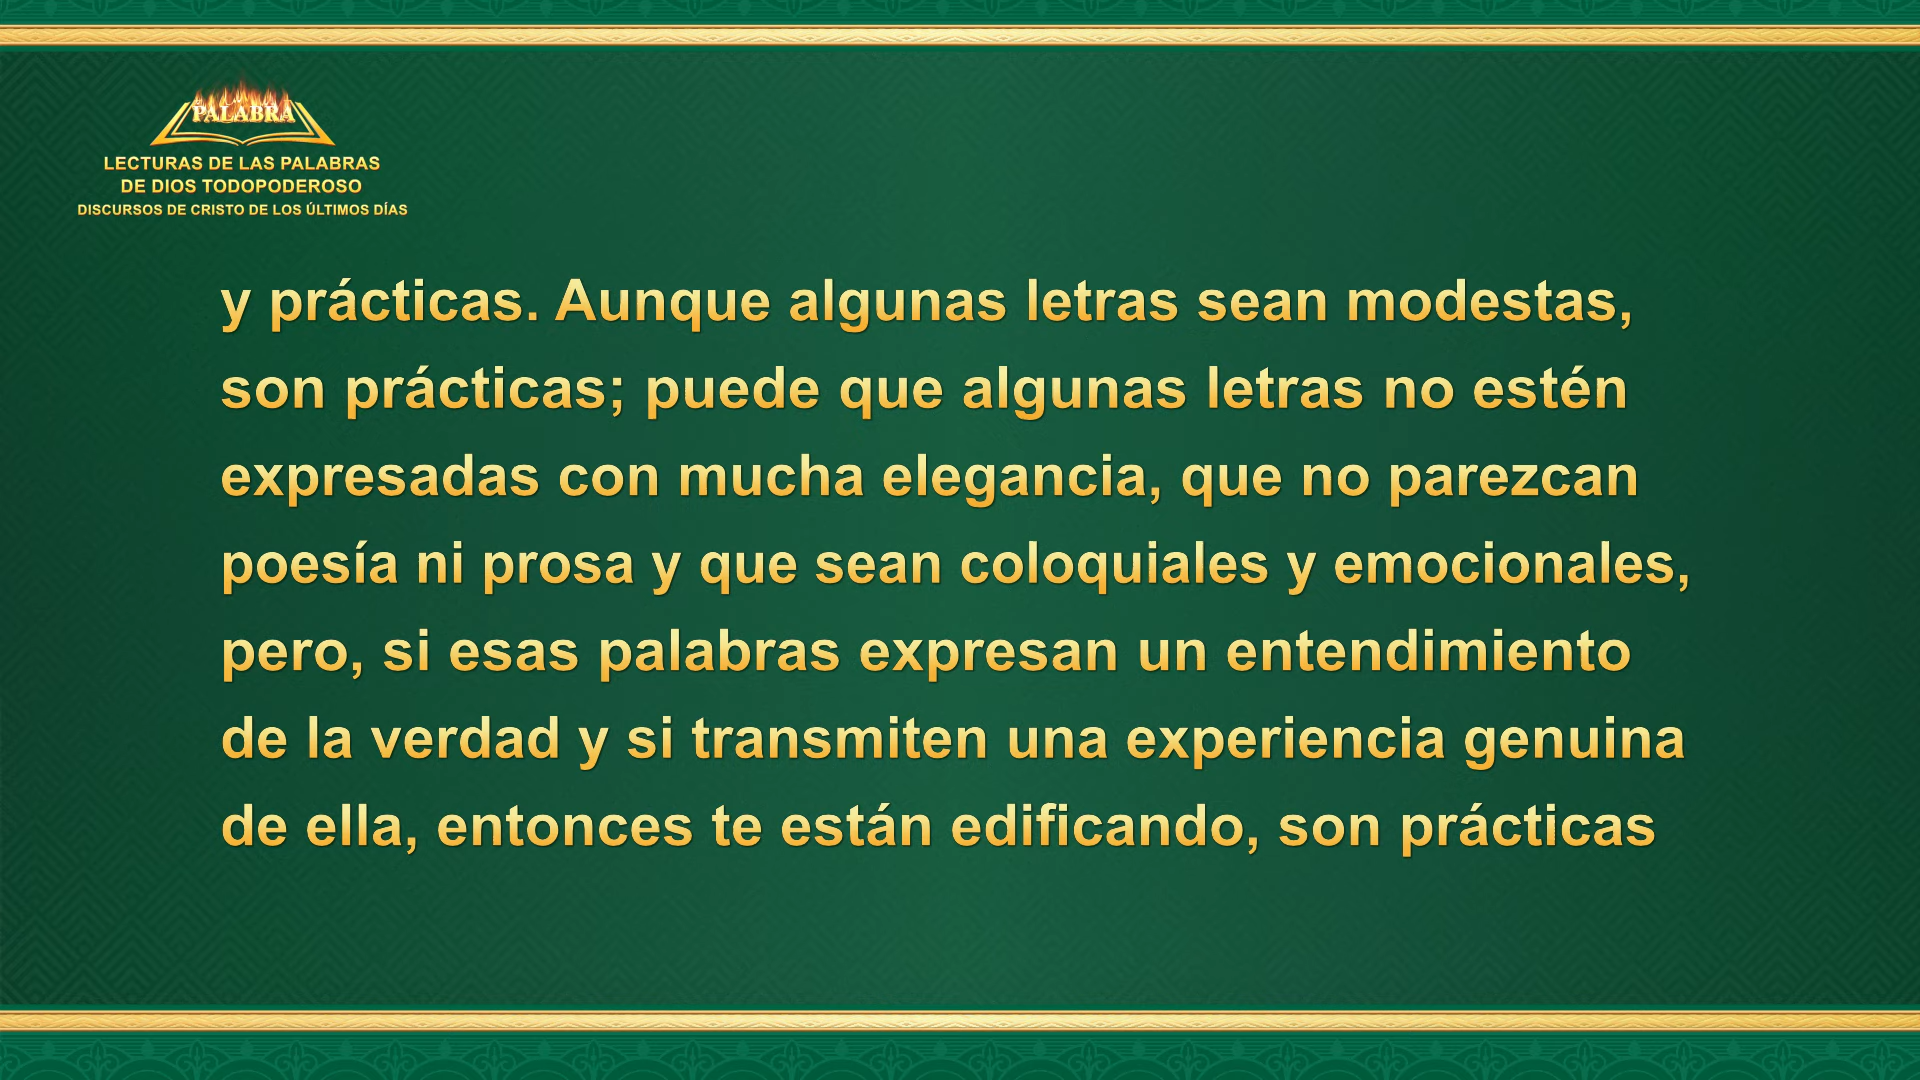 PALABRA
LECTURAS DE LAS PALABRAS
DE DIOS TODOPODEROSO
DISCURSOS DE CRISTO DE LOS ÚLTIMOS DÍAS
y prácticas. Aunque algunas letras sean modestas,
son prácticas; puede que algunas letras no estén
expresadas con mucha elegancia, que no parezcan
poesía ni prosa y que sean coloquiales y emocionales,
pero, si esas palabras expresan un entendimiento
de la verdad y si transmiten una experiencia genuina
de ella, entonces te están edificando, son prácticas